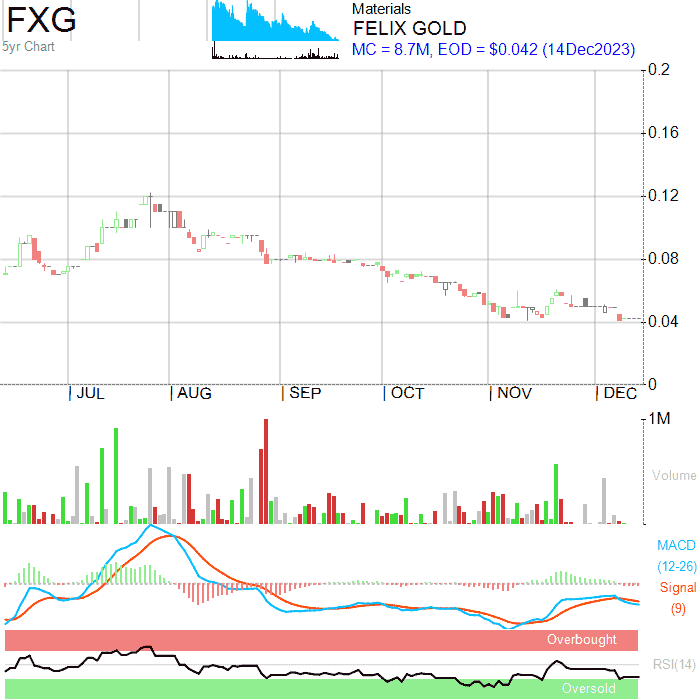 FXG
5yr Chart
Materials
FELIX GOLD
MC = 8.7M, EOD = $0.042 (14Dec2023)
0.2
0.16
0.12
0.08
0.04
0
JUL AUG SEP OCT NOV DEC
1M
Volume
MACD
(12-26)
Signal
(9)
Overbought
RSI(14)
Oversold